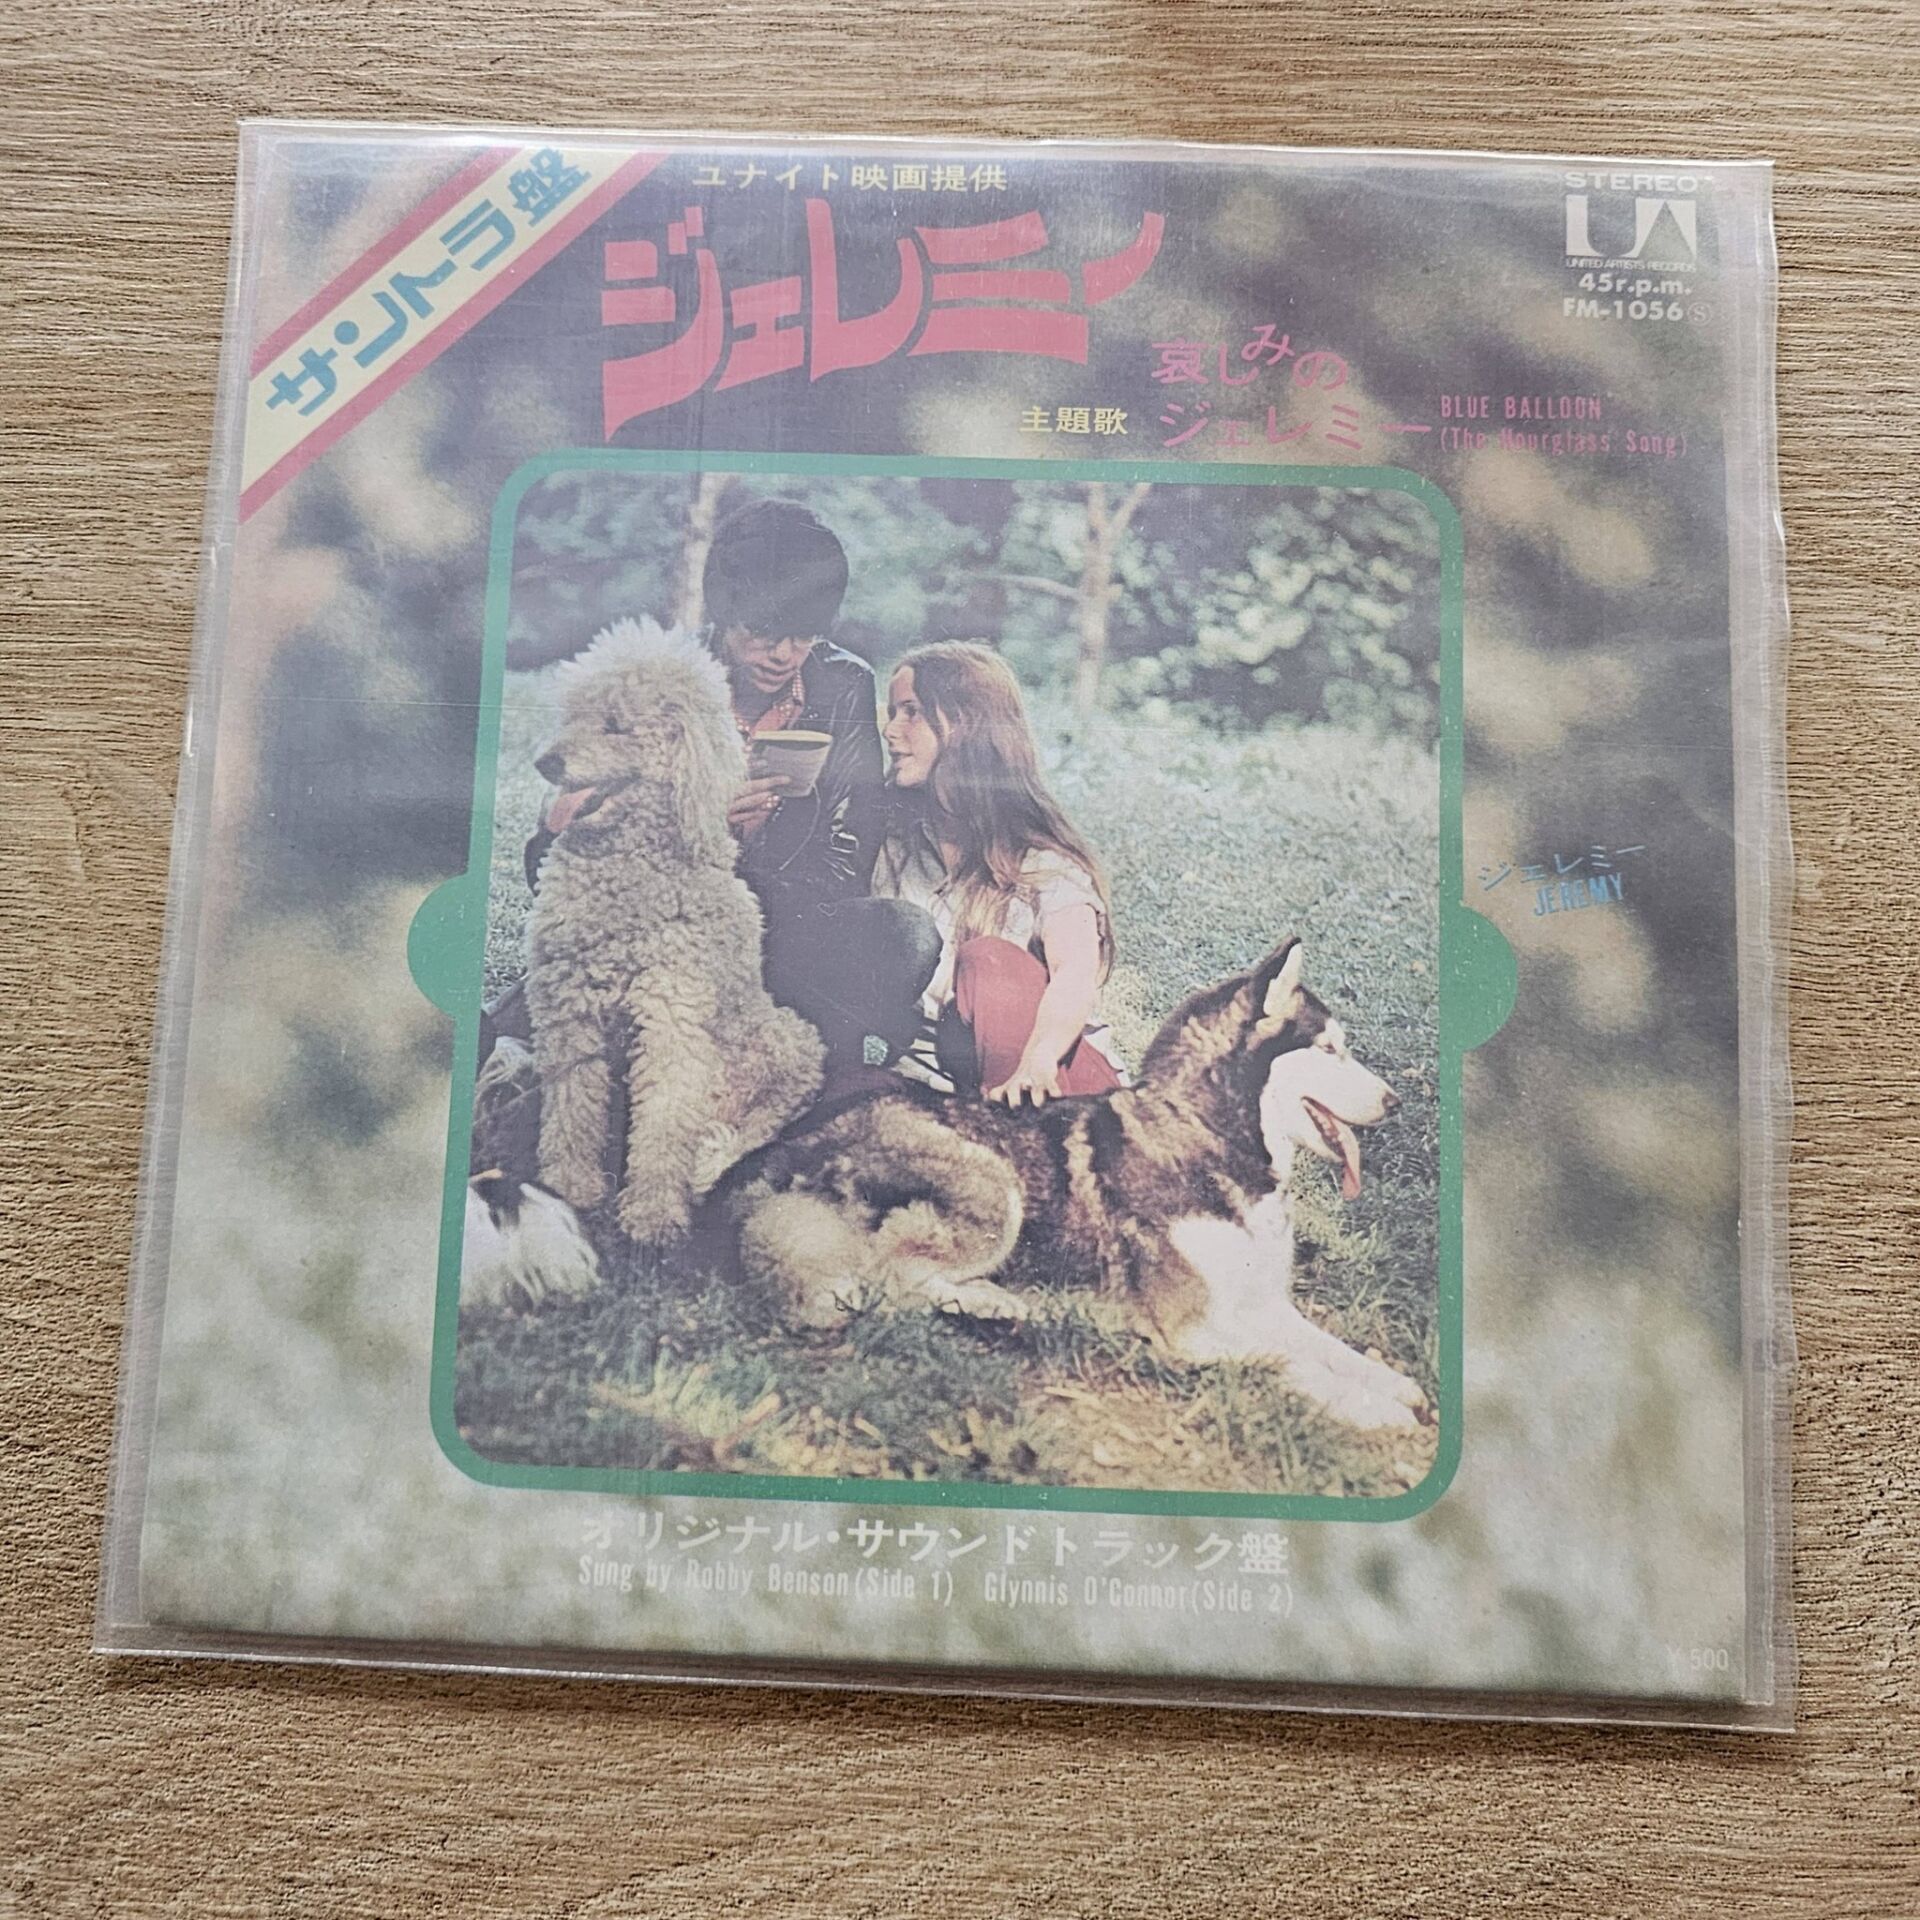 サントラ盤
ユナイト映画提供
ジェレミー
STEREO
UA
UNITED ARTISTS RECORDS
45r.p.m.
FM-1056 Ⓢ
主題歌
哀しみの
ジェレミー
BLUE BALLOON
(The Hourglass Song)
ジェレミー
JEREMY
オリジナル・サウンドトラック盤
Sung by Robby Benson(Side 1) Glynnis O'Connor(Side 2)
¥500